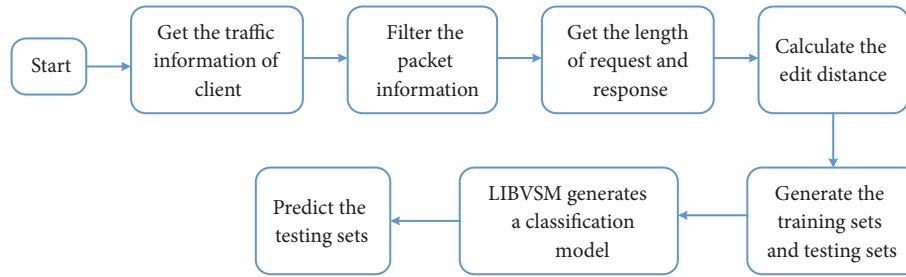 Start
Get the traffic
information of
client
Filter the
packet
information
Get the length
of request and
response
Calculate the
edit distance
Generate the
training sets
and testing sets
LIBVSM generates
a classification
model
Predict the
testing sets